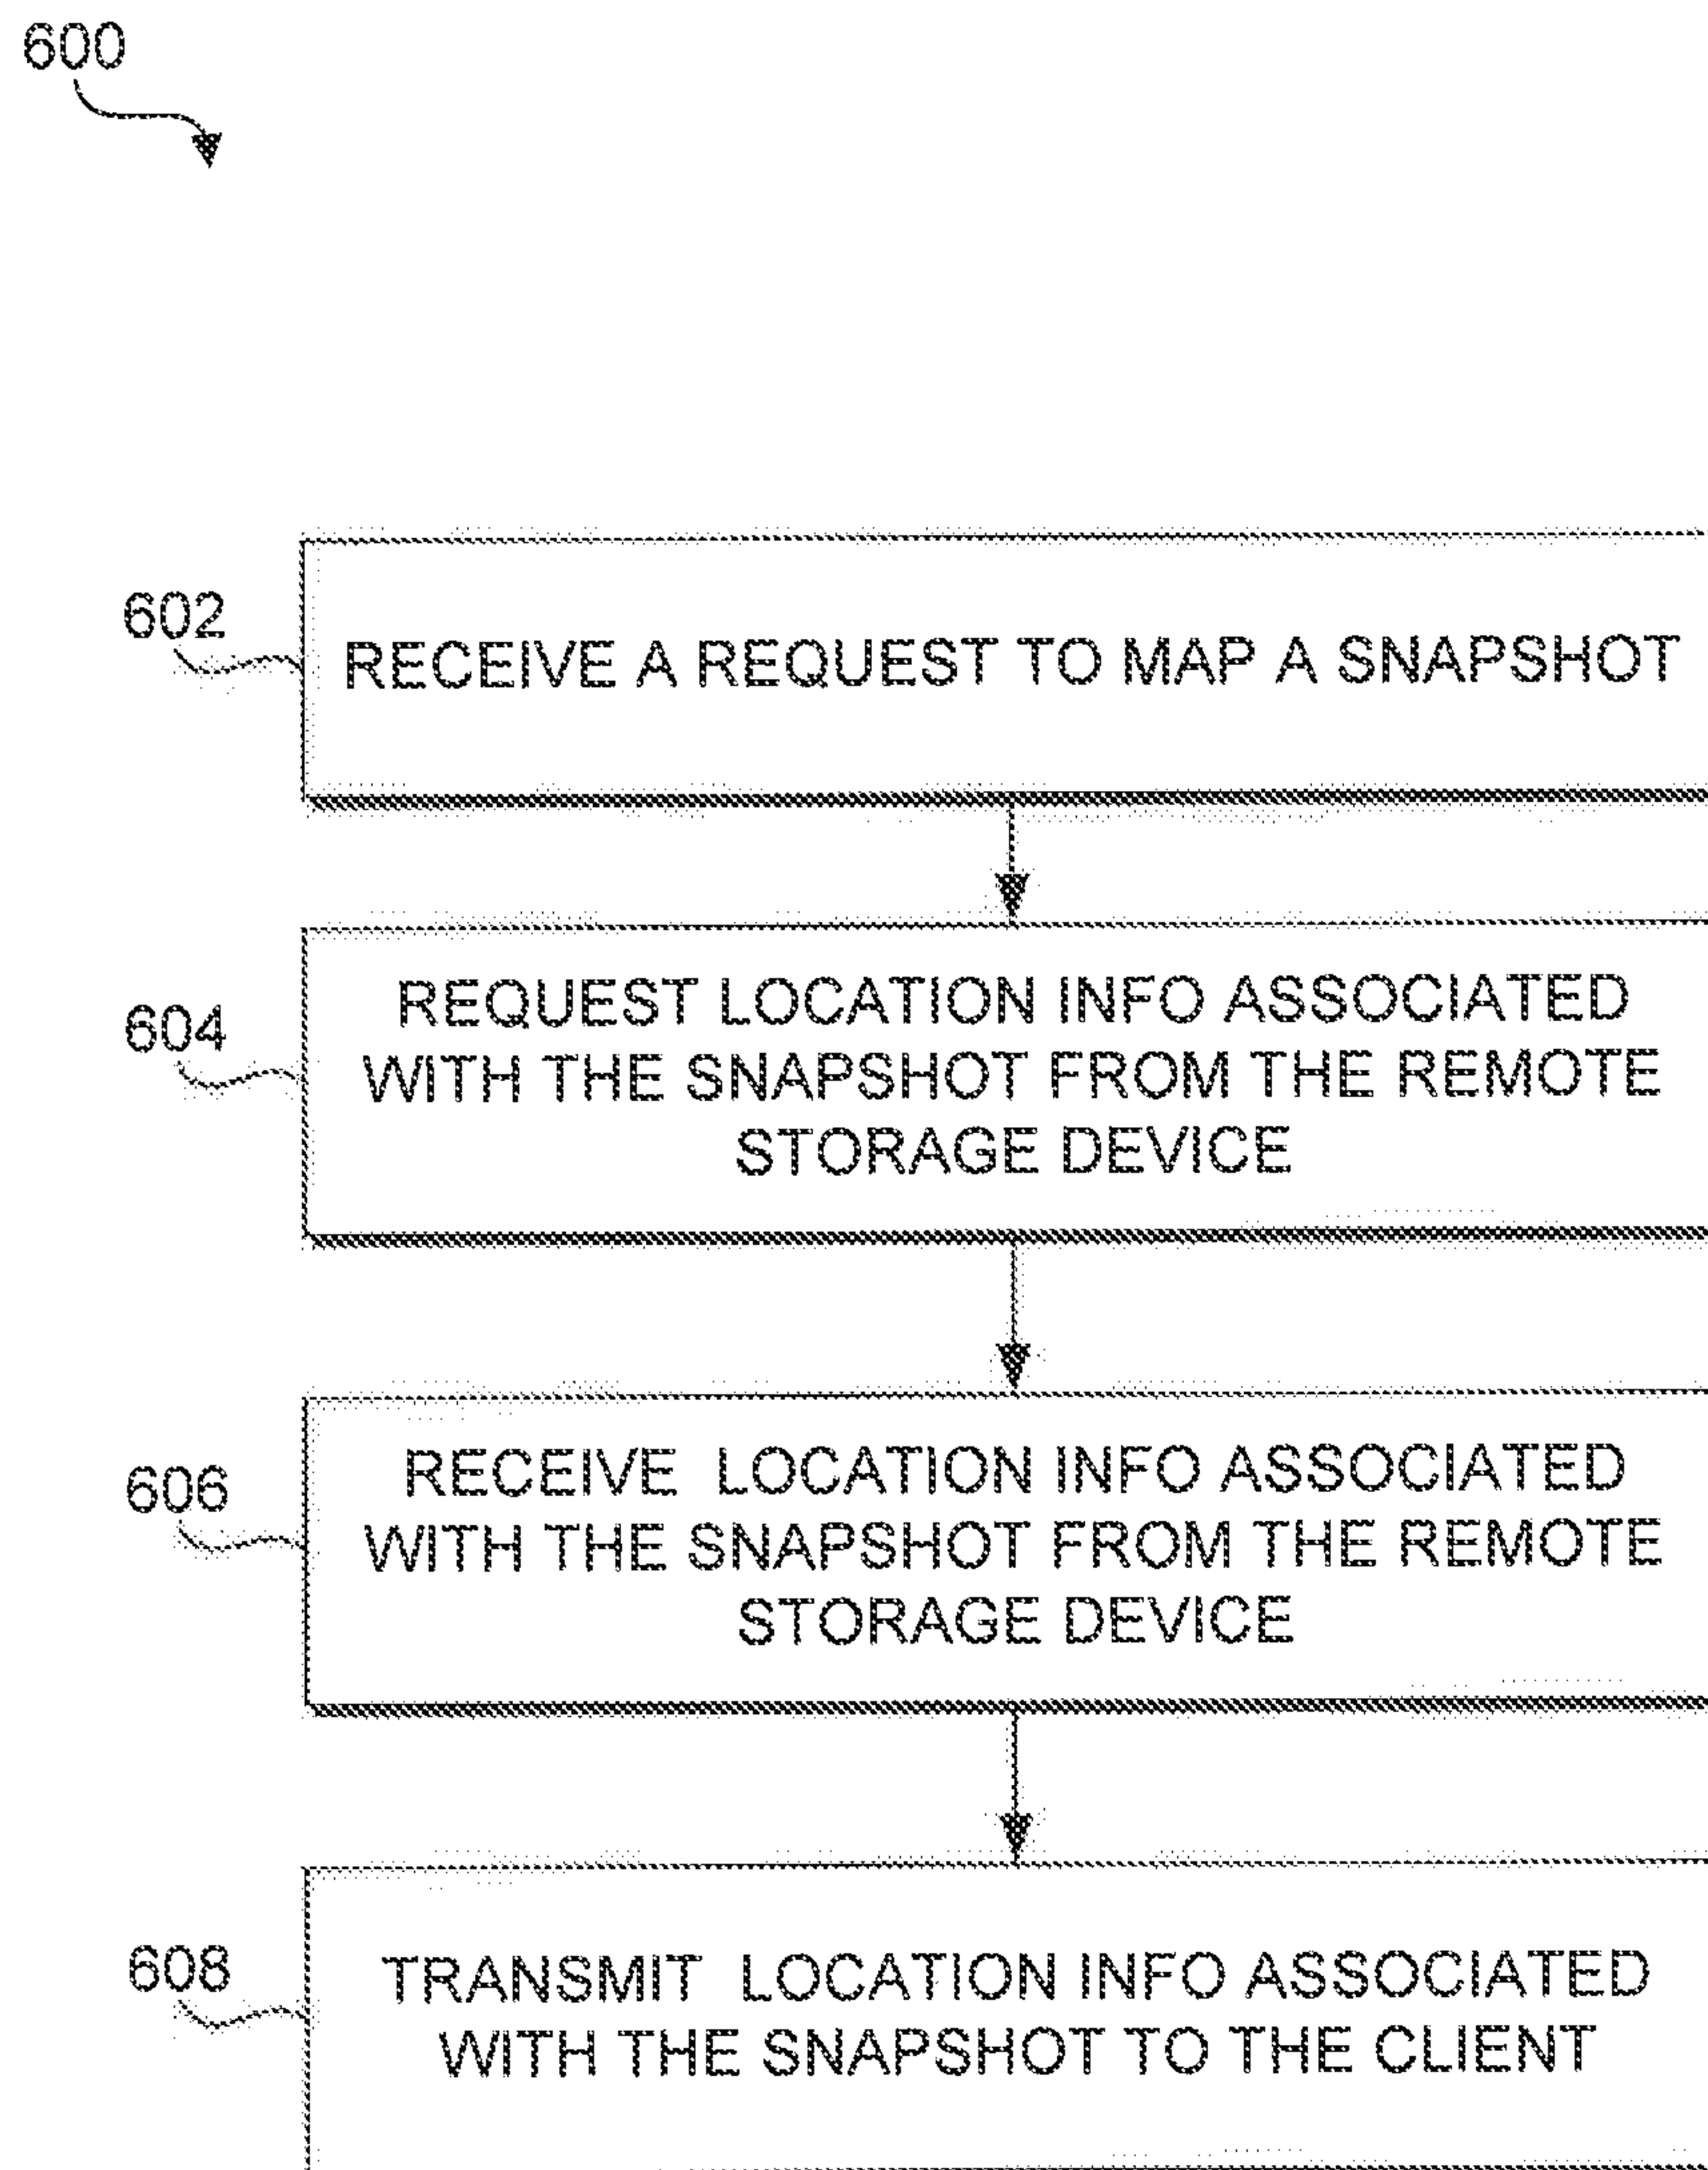 600
602
RECEIVE A REQUEST TO MAP A SNAPSHOT
604
REQUEST LOCATION INFO ASSOCIATED
WITH THE SNAPSHOT FROM THE REMOTE
STORAGE DEVICE
606
RECEIVE LOCATION INFO ASSOCIATED
WITH THE SNAPSHOT FROM THE REMOTE
STORAGE DEVICE
608
TRANSMIT LOCATION INFO ASSOCIATED
WITH THE SNAPSHOT TO THE CLIENT